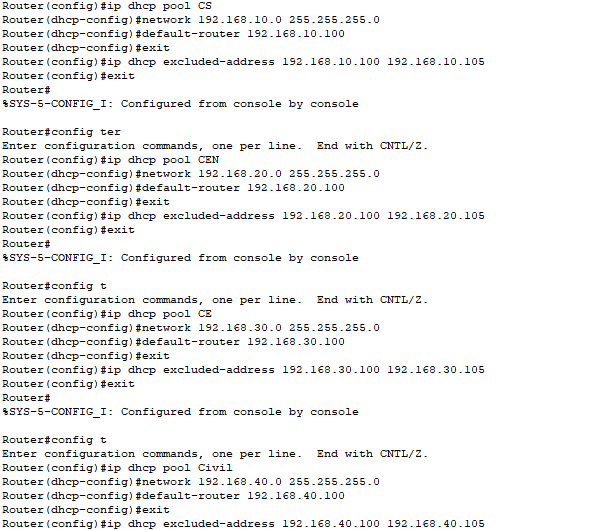 Router(config)#ip dhcp pool CS
Router(dhcp-config)#network 192.168.10.0 255.255.255.0
Router(dhcp-config)#default-router 192.168.10.100
Router(dhcp-config)#exit
Router(config)#ip dhcp excluded-address 192.168.10.100 192.168.10.105
Router(config)#exit
Router#
%SYS-5-CONFIG_I: Configured from console by console
Router#config ter
Enter configuration commands, one per line.  End with CNTL/Z.
Router(config)#ip dhcp pool CEN
Router(dhcp-config)#network 192.168.20.0 255.255.255.0
Router(dhcp-config)#default-router 192.168.20.100
Router(dhcp-config)#exit
Router(config)#ip dhcp excluded-address 192.168.20.100 192.168.20.105
Router(config)#exit
Router#
%SYS-5-CONFIG_I: Configured from console by console
Router#config t
Enter configuration commands, one per line.  End with CNTL/Z.
Router(config)#ip dhcp pool CE
Router(dhcp-config)#network 192.168.30.0 255.255.255.0
Router(dhcp-config)#default-router 192.168.30.100
Router(dhcp-config)#exit
Router(config)#ip dhcp excluded-address 192.168.30.100 192.168.30.105
Router(config)#exit
Router#
%SYS-5-CONFIG_I: Configured from console by console
Router#config t
Enter configuration commands, one per line.  End with CNTL/Z.
Router(config)#ip dhcp pool Civil
Router(dhcp-config)#network 192.168.40.0 255.255.255.0
Router(dhcp-config)#default-router 192.168.40.100
Router(dhcp-config)#exit
Router(config)#ip dhcp excluded-address 192.168.40.100 192.168.40.105